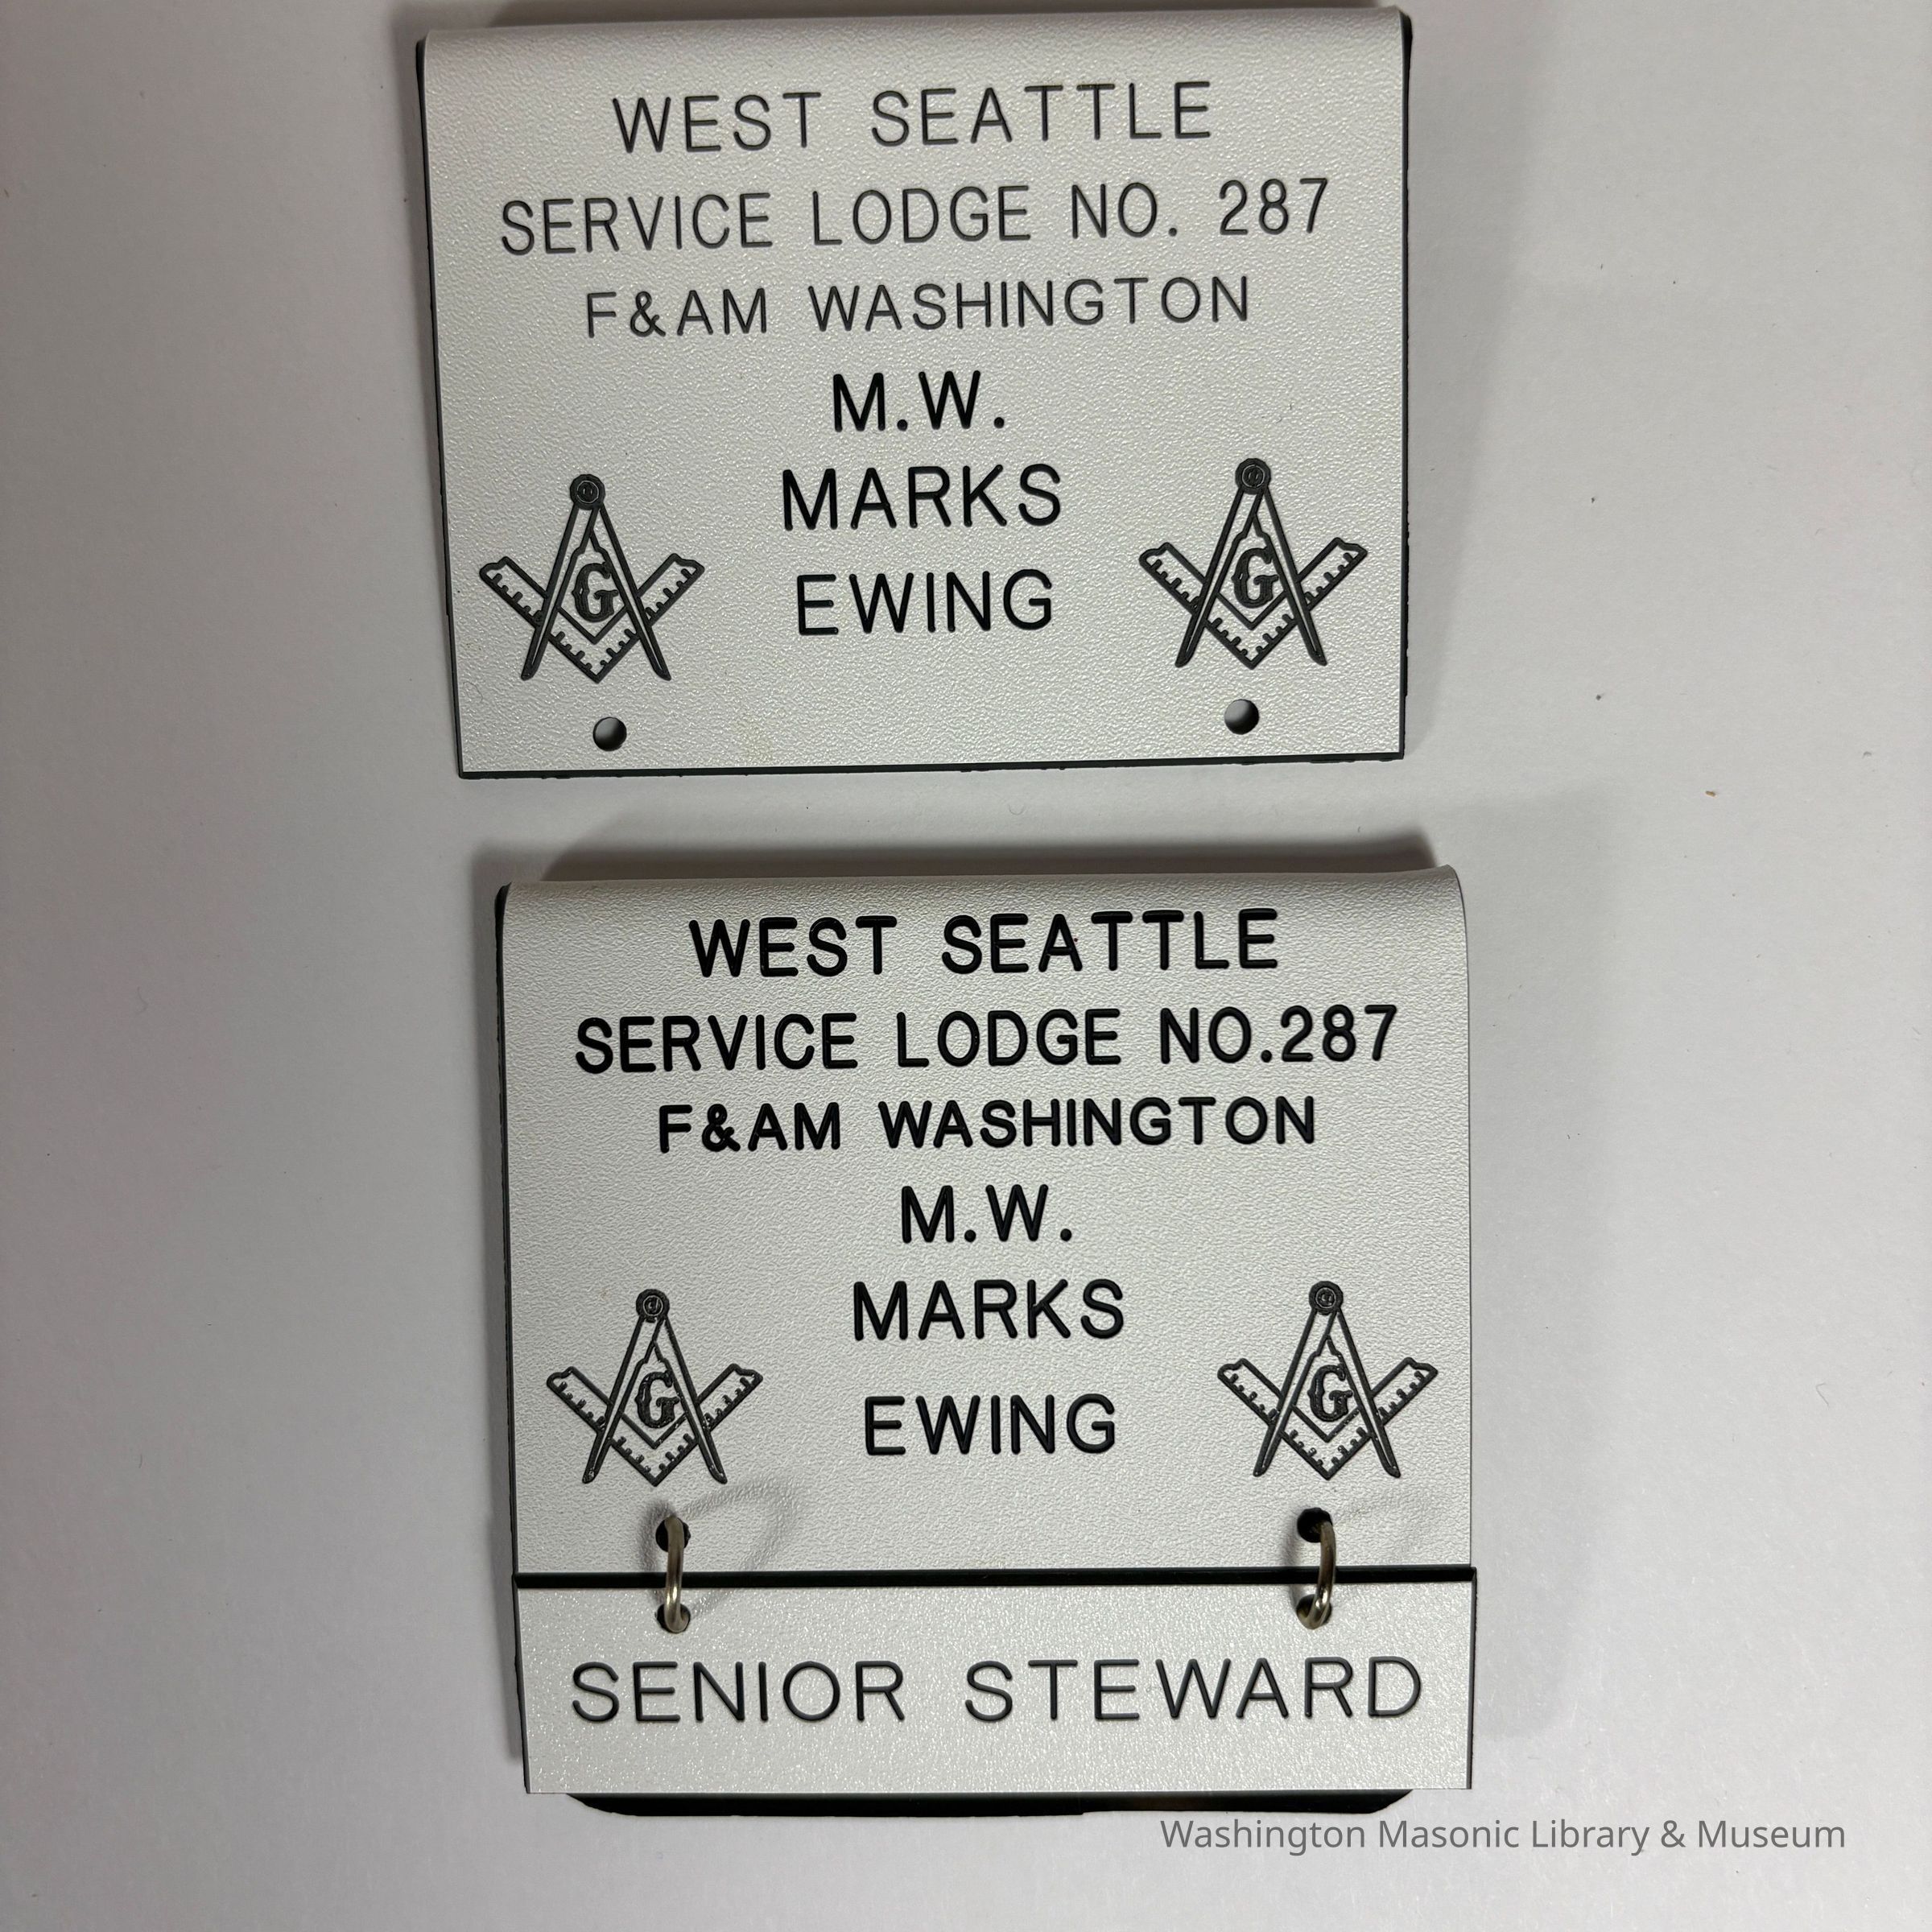 WEST SEATTLE
SERVICE LODGE NO. 287
F&AM WASHINGTON
M.W.
MARKS
EWING
G
G
WEST SEATTLE
SERVICE LODGE NO.287
F&AM WASHINGTON
M.W.
MARKS
EWING
G
G
SENIOR STEWARD
Washington Masonic Library & Museum